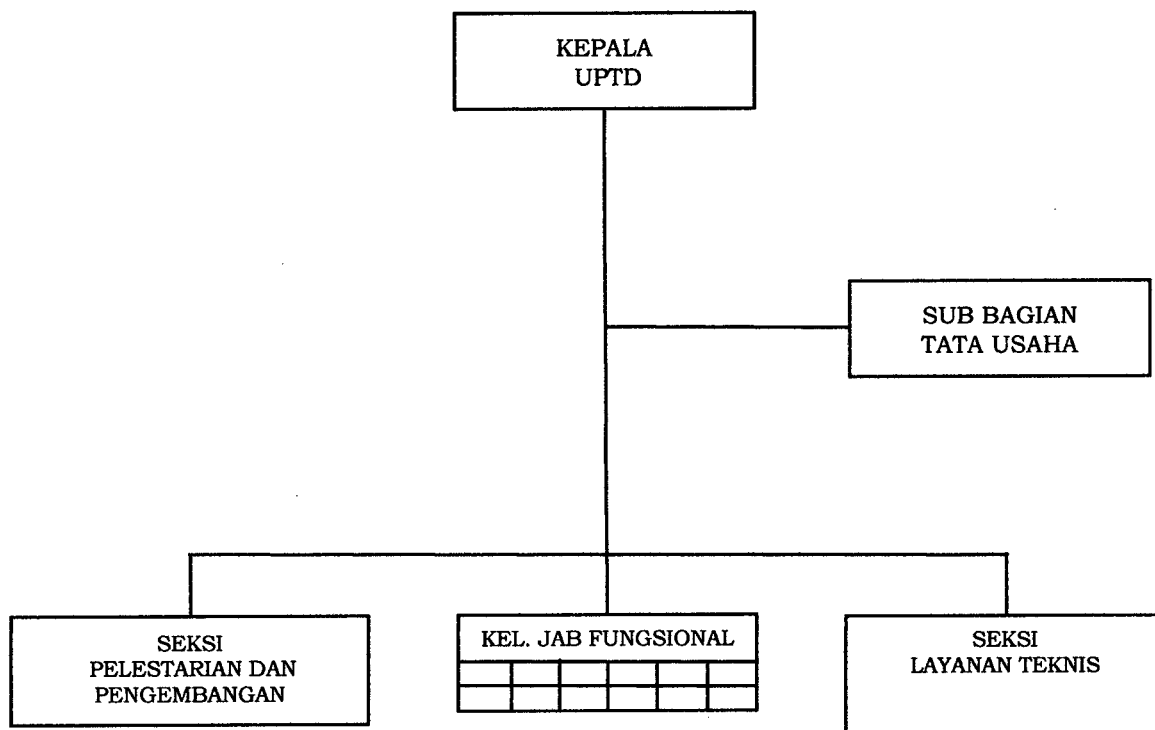 KEPALA
UPTD
SUB BAGIAN
TATA USAHA
SEKSI
PELESTARIAN DAN
PENGEMBANGAN
KEL. JAB FUNGSIONAL
SEKSI
LAYANAN TEKNIS